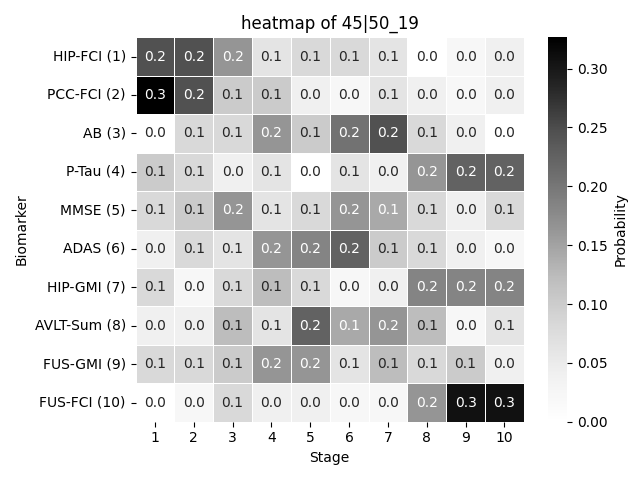 heatmap of 45|50_19
HIP-FCI (1) 0.2 0.2 0.2 0.1 0.1 0.1 0.1 0.0 0.0 0.0
PCC-FCI (2) 0.3 0.2 0.1 0.1 0.0 0.0 0.1 0.0 0.0 0.0
AB (3) 0.0 0.1 0.1 0.2 0.1 0.2 0.2 0.1 0.0 0.0
P-Tau (4) 0.1 0.1 0.0 0.1 0.0 0.1 0.0 0.2 0.2 0.2
MMSE (5) 0.1 0.1 0.2 0.1 0.1 0.2 0.1 0.1 0.0 0.1
ADAS (6) 0.0 0.1 0.1 0.2 0.2 0.2 0.1 0.1 0.0 0.0
HIP-GMI (7) 0.1 0.0 0.1 0.1 0.1 0.0 0.0 0.2 0.2 0.2
AVLT-Sum (8) 0.0 0.0 0.1 0.1 0.2 0.1 0.2 0.1 0.0 0.1
FUS-GMI (9) 0.1 0.1 0.1 0.2 0.2 0.1 0.1 0.1 0.1 0.0
FUS-FCI (10) 0.0 0.0 0.1 0.0 0.0 0.0 0.0 0.2 0.3 0.3
1 2 3 4 5 6 7 8 9 10
Stage
Biomarker
0.30
0.25
0.20
0.15
0.10
0.05
0.00
Probability